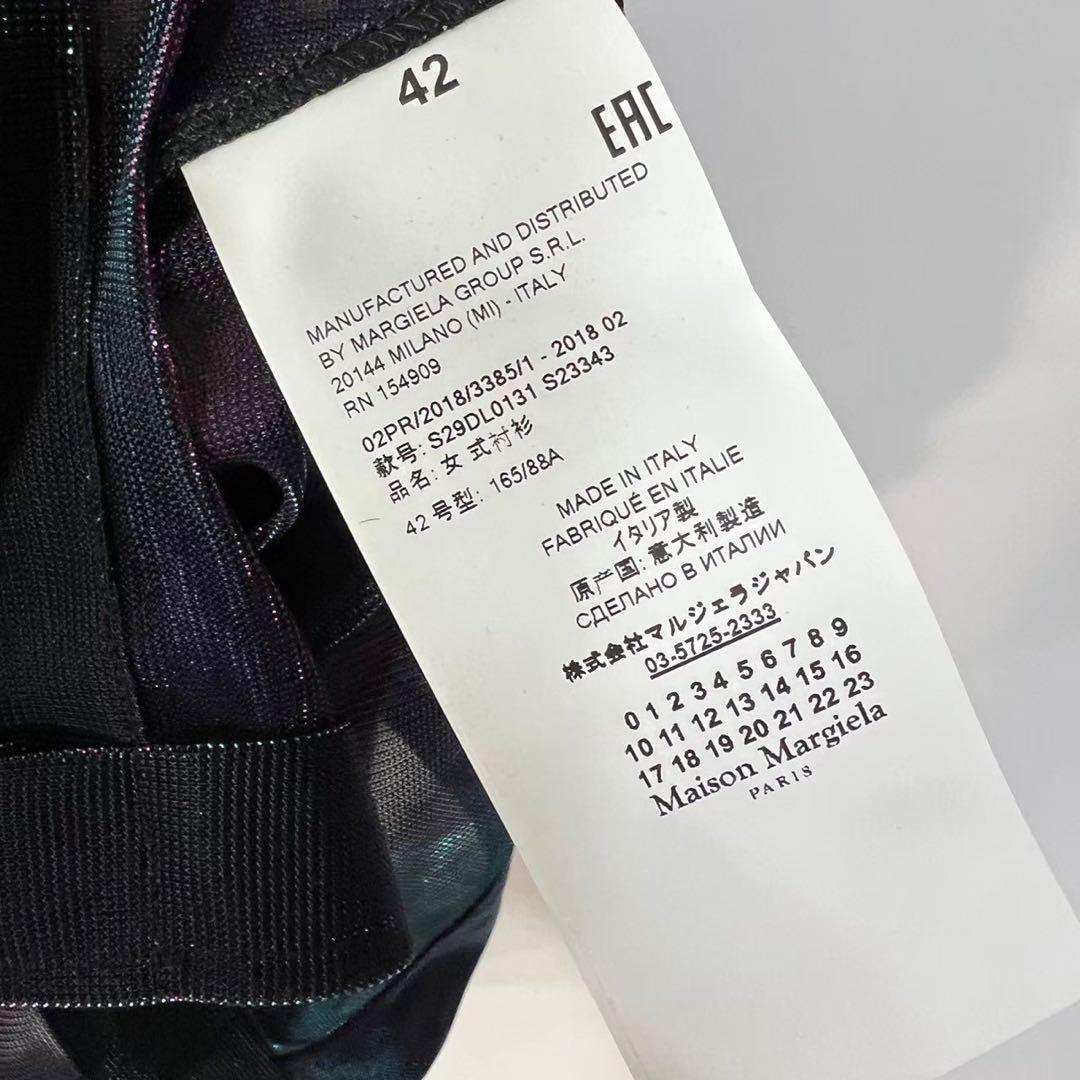 42
EAC
MANUFACTURED AND DISTRIBUTED
BY MARGIELA GROUP S.R.L.
20144 MILANO (MI) - ITALY
RN 154909
02PR/2018/3385/1 - 2018 02
款号: S29DL0131 S23343
品名: 女式衬衫
42 号型: 165/88A
MADE IN ITALY
FABRIQUÉ EN ITALIE
イタリア製
原产国: 意大利製造
СДЕЛАНО В ИТАЛИИ
株式会社マルジェラジャパン
03-5725-2333
0 1 2 3 4 5 6 7 8 9
10 11 12 13 14 15 16
17 18 19 20 21 22 23
Maison Margiela
PARIS